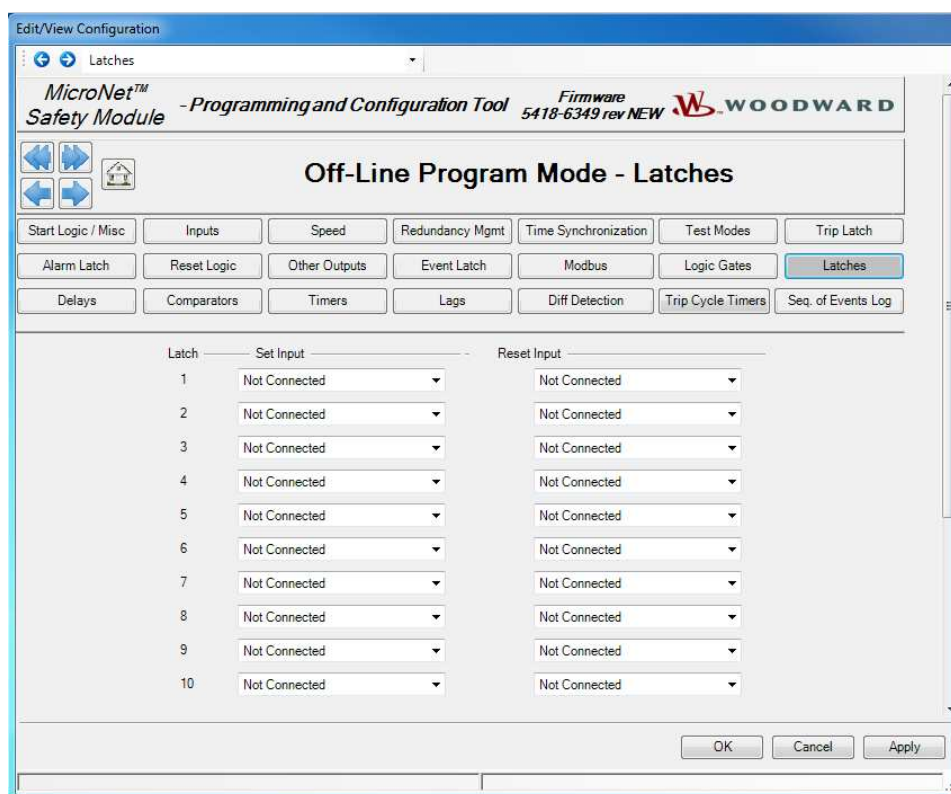 Edit/View Configuration
Latches
MicroNet™ Safety Module
- Programming and Configuration Tool
Firmware 5418-6349 rev NEW
WOODWARD
Off-Line Program Mode - Latches
Start Logic / Misc Inputs Speed Redundancy Mgmt Time Synchronization Test Modes Trip Latch
Alarm Latch Reset Logic Other Outputs Event Latch Modbus Logic Gates Latches
Delays Comparators Timers Lags Diff Detection Trip Cycle Timers Seq. of Events Log
Latch Set Input Reset Input
1 Not Connected Not Connected
2 Not Connected Not Connected
3 Not Connected Not Connected
4 Not Connected Not Connected
5 Not Connected Not Connected
6 Not Connected Not Connected
7 Not Connected Not Connected
8 Not Connected Not Connected
9 Not Connected Not Connected
10 Not Connected Not Connected
OK Cancel Apply